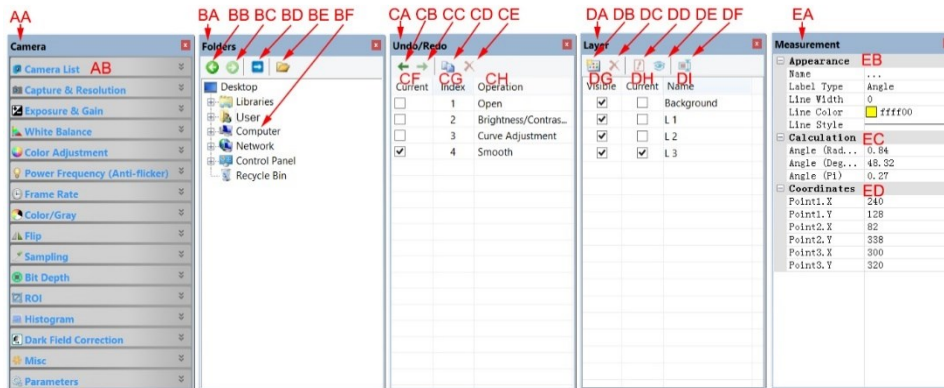 AA
BA BB BC BD BE BF
CA CB CC CD CE
DA DB DC DD DE DF
EA
Camera
Camera List AB
Capture & Resolution
Exposure & Gain
White Balance
Color Adjustment
Power Frequency (Anti-flicker)
Frame Rate
Color/Gray
Flip
Sampling
Bit Depth
ROI
Histogram
Dark Field Correction
Misc
Parameters
Folders
Desktop
Libraries
User
Computer
Network
Control Panel
Recycle Bin
Undo/Redo
CF CG CH
Current Index Operation
1 Open
2 Brightness/Contras...
3 Curve Adjustment
4 Smooth
Layer
DG DH DI
Visible Current Name
Background
L 1
L 2
L 3
Measurement
Appearance EB
Name ...
Label Type Angle
Line Width 0
Line Color ffff00
Line Style
Calculation EC
Angle (Rad... 0.84
Angle (Deg... 48.32
Angle (Pi) 0.27
Coordinates ED
Point1.X 240
Point1.Y 128
Point2.X 82
Point2.Y 338
Point3.X 300
Point3.Y 320